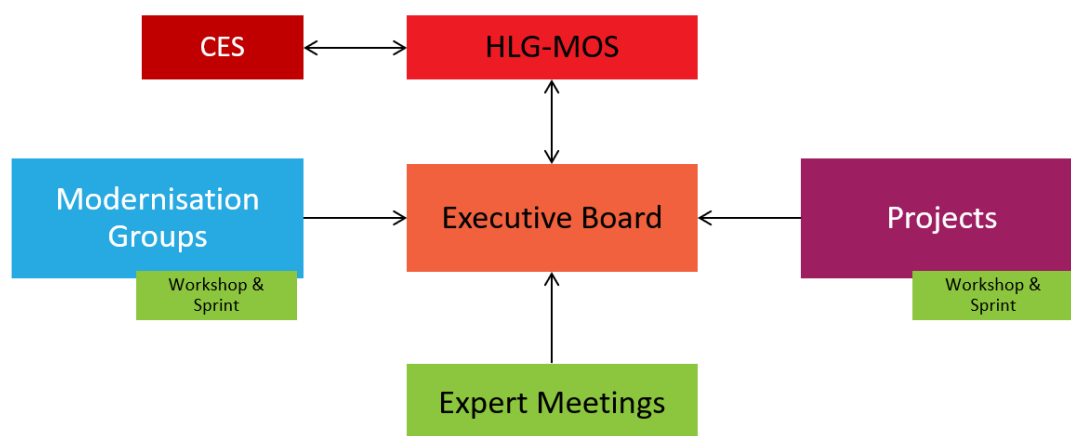 CES
HLG-MOS
Modernisation
Groups
Executive Board
Projects
Workshop &
Sprint
Workshop &
Sprint
Expert Meetings